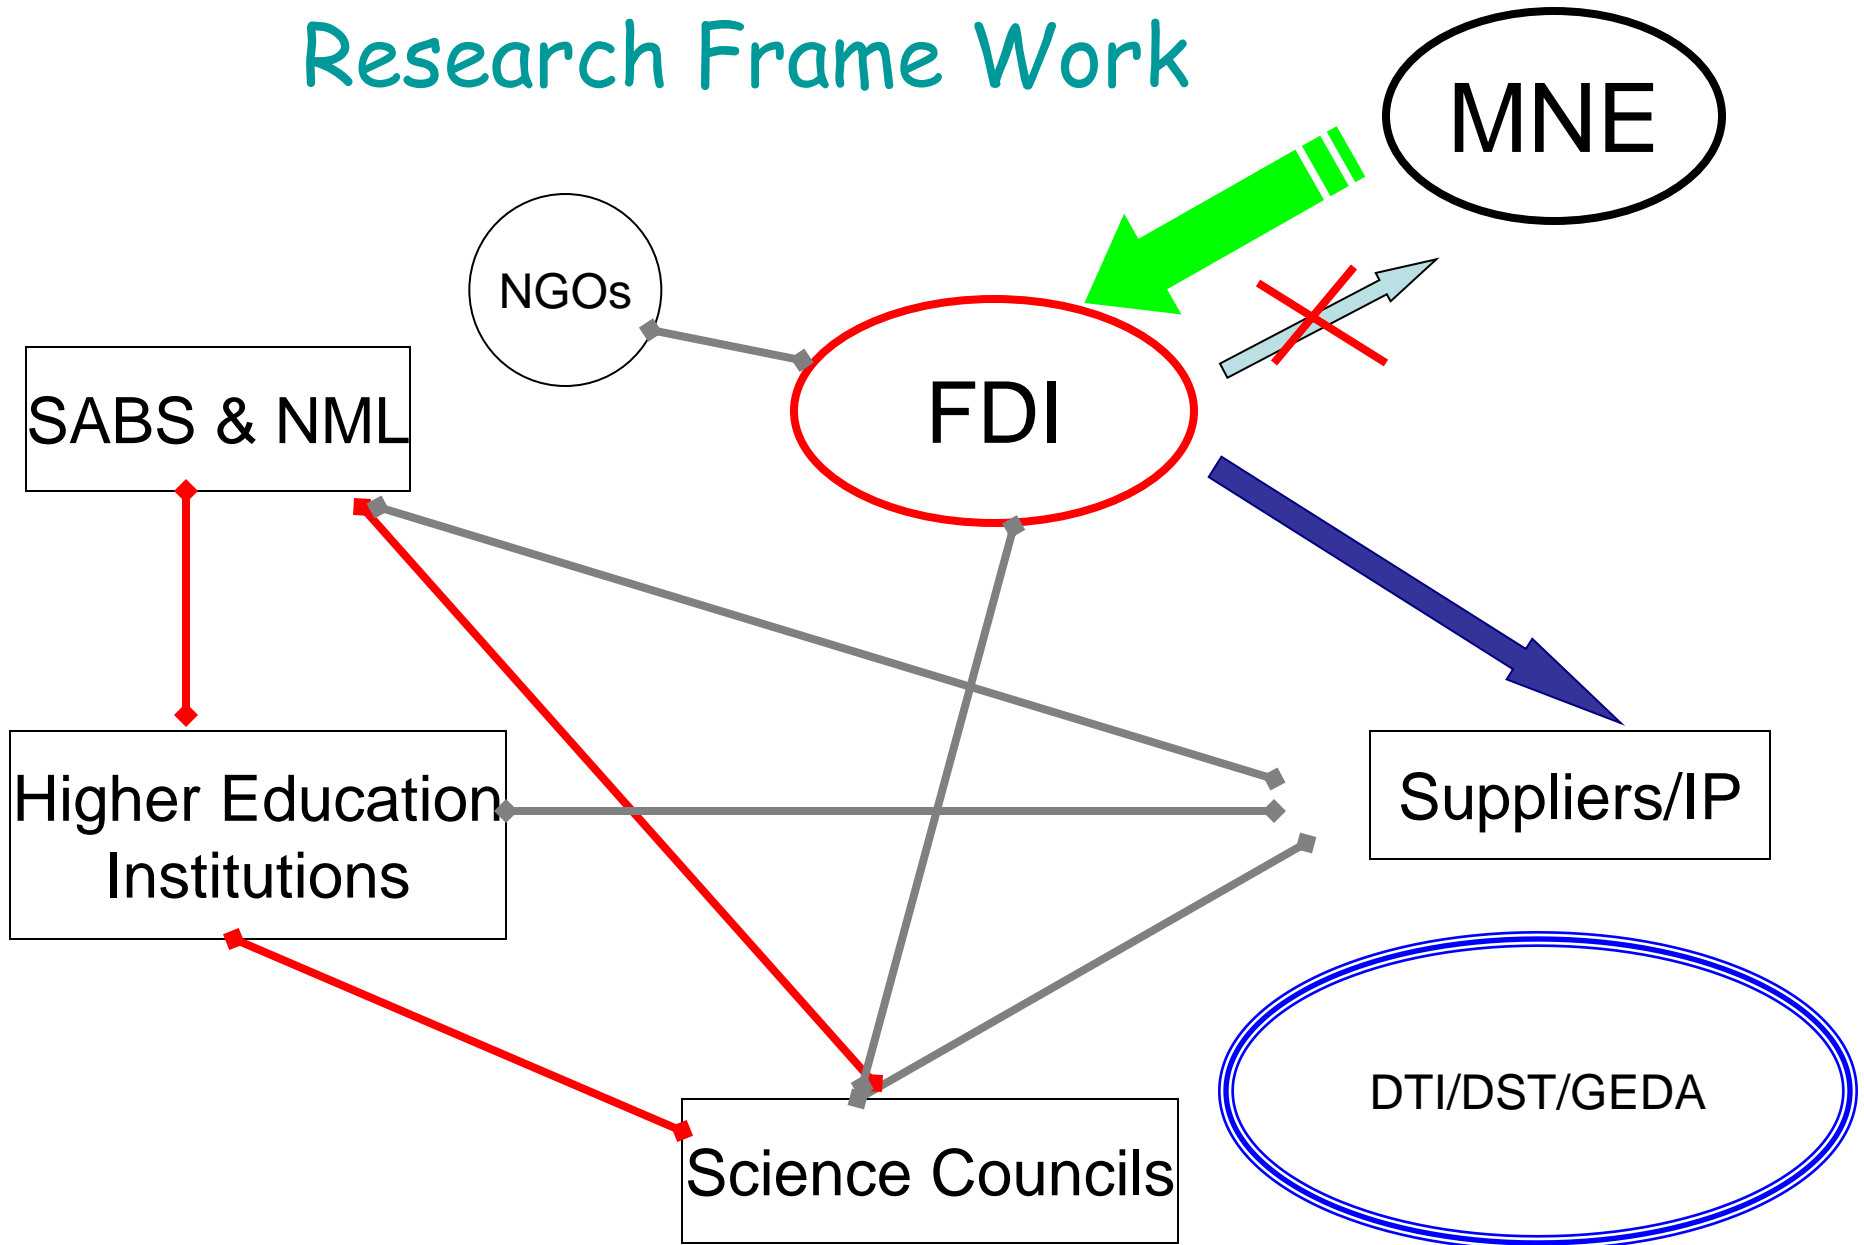 Research Frame Work
MNE
NGOs
FDI
SABS & NML
Higher Education
Institutions
Suppliers/IP
DTI/DST/GEDA
Science Councils